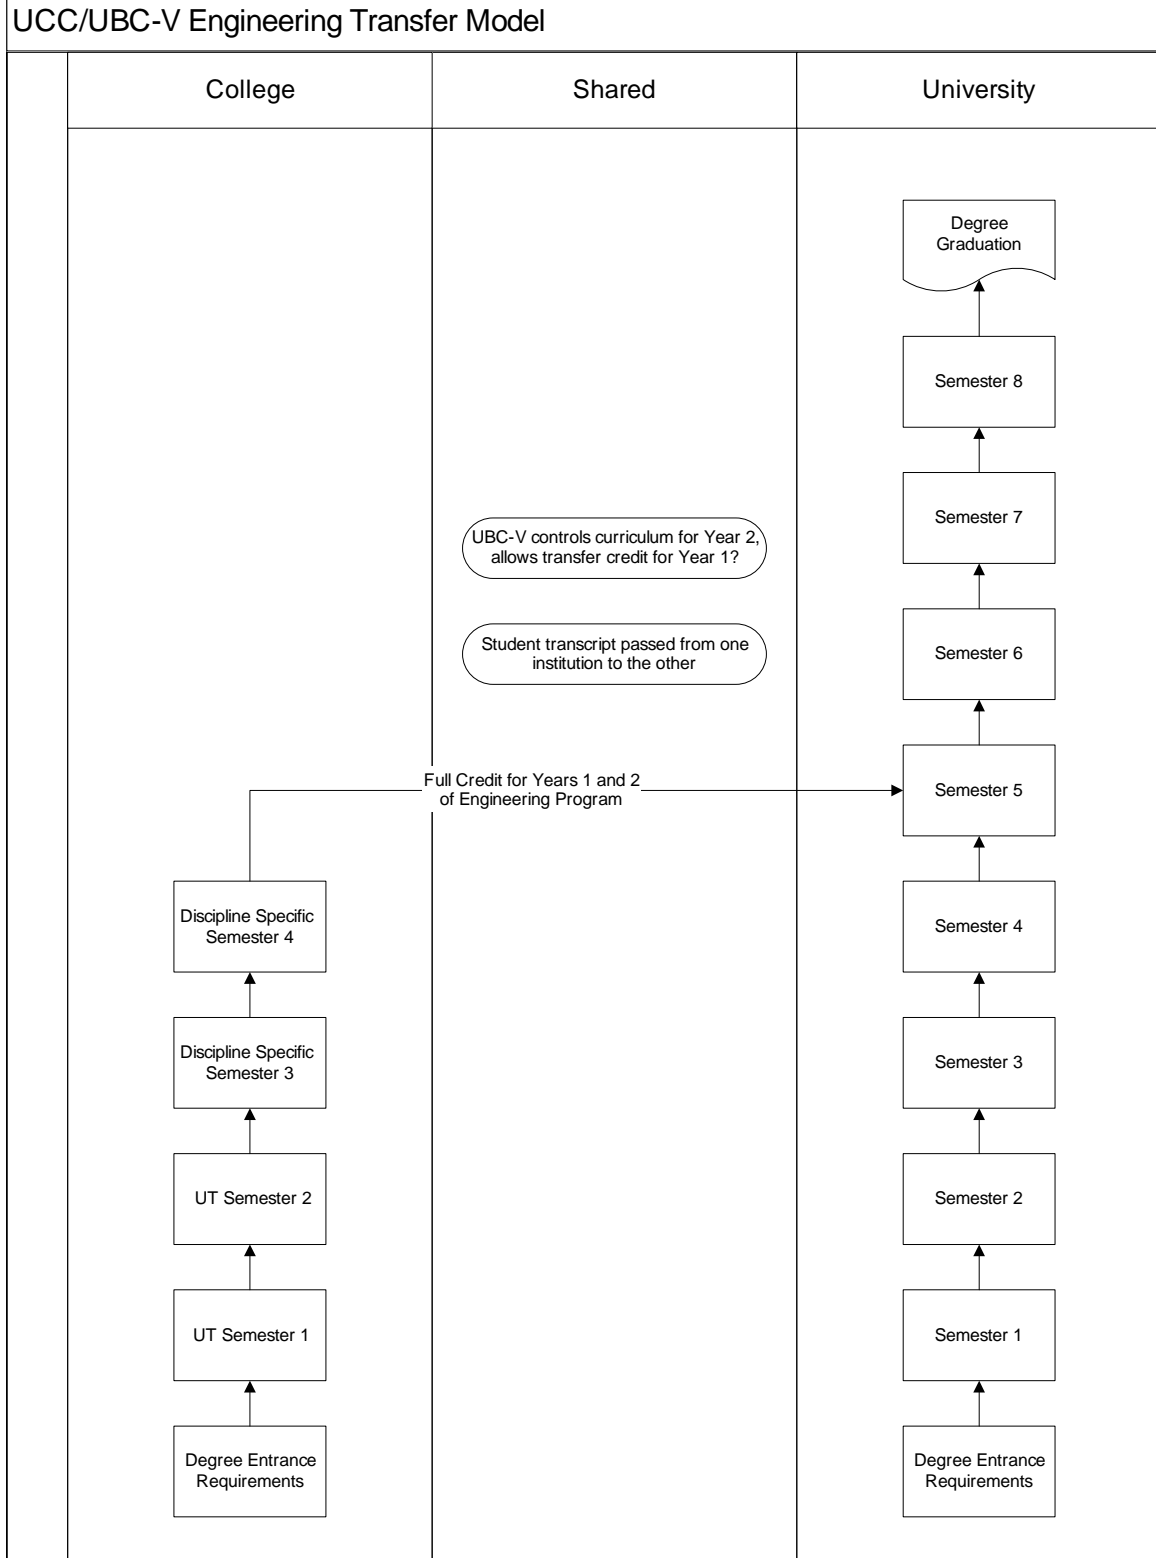 UCC/UBC-V Engineering Transfer Model
College
Shared
University
Degree
Graduation
Semester 8
Semester 7
UBC-V controls curriculum for Year 2,
allows transfer credit for Year 1?
Student transcript passed from one
institution to the other
Semester 6
Full Credit for Years 1 and 2
of Engineering Program
Semester 5
Discipline Specific
Semester 4
Semester 4
Discipline Specific
Semester 3
Semester 3
UT Semester 2
Semester 2
UT Semester 1
Semester 1
Degree Entrance
Requirements
Degree Entrance
Requirements